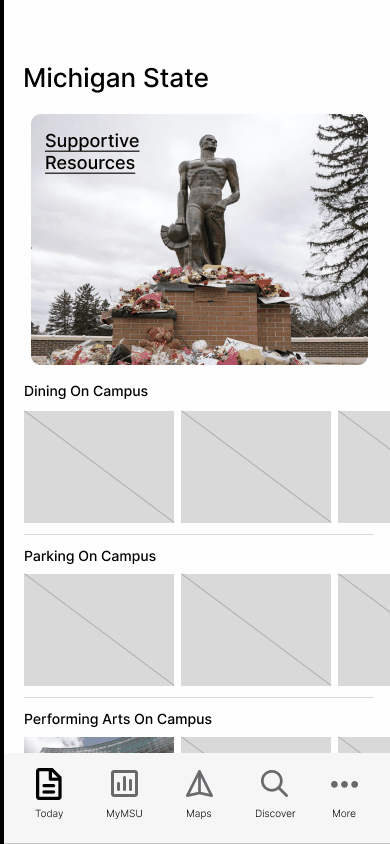 Michigan State
Supportive
Resources
Dining On Campus
Parking On Campus
Performing Arts On Campus
Today
MyMSU
Maps
Discover
More